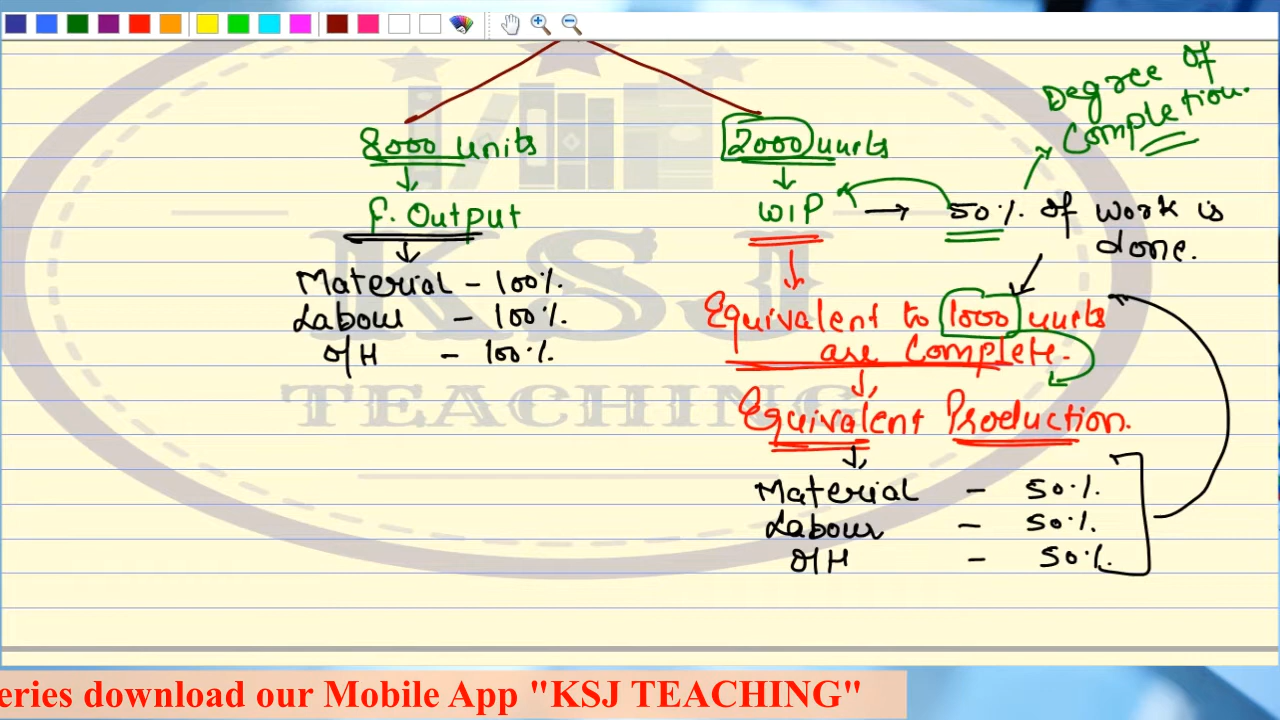 Degree of
Completion.
8000 units
2000 units
F. Output
WIP → 50% of work is
done.
Material - 100%
Labour - 100%
O/H - 100%
Equivalent to 1000 units
are Complete.
Equivalent Production.
Material - 50%.
Labour - 50%.
O/H - 50%.
KSJ
TEACHING
eries download our Mobile App "KSJ TEACHING"